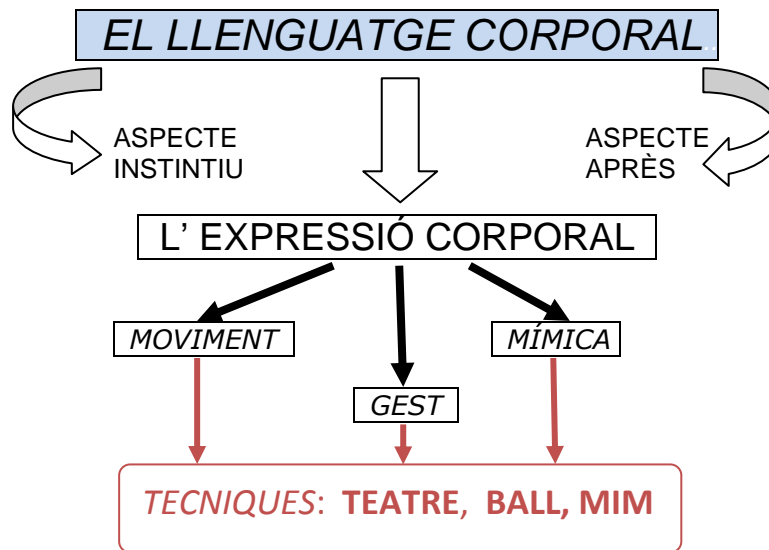 EL LLENGUATGE CORPORAL..
ASPECTE
INSTINTIU
ASPECTE
APRÈS
L' EXPRESSIÓ CORPORAL
MOVIMENT
MÍMICA
GEST
TECNIQUES: TEATRE, BALL, MIM